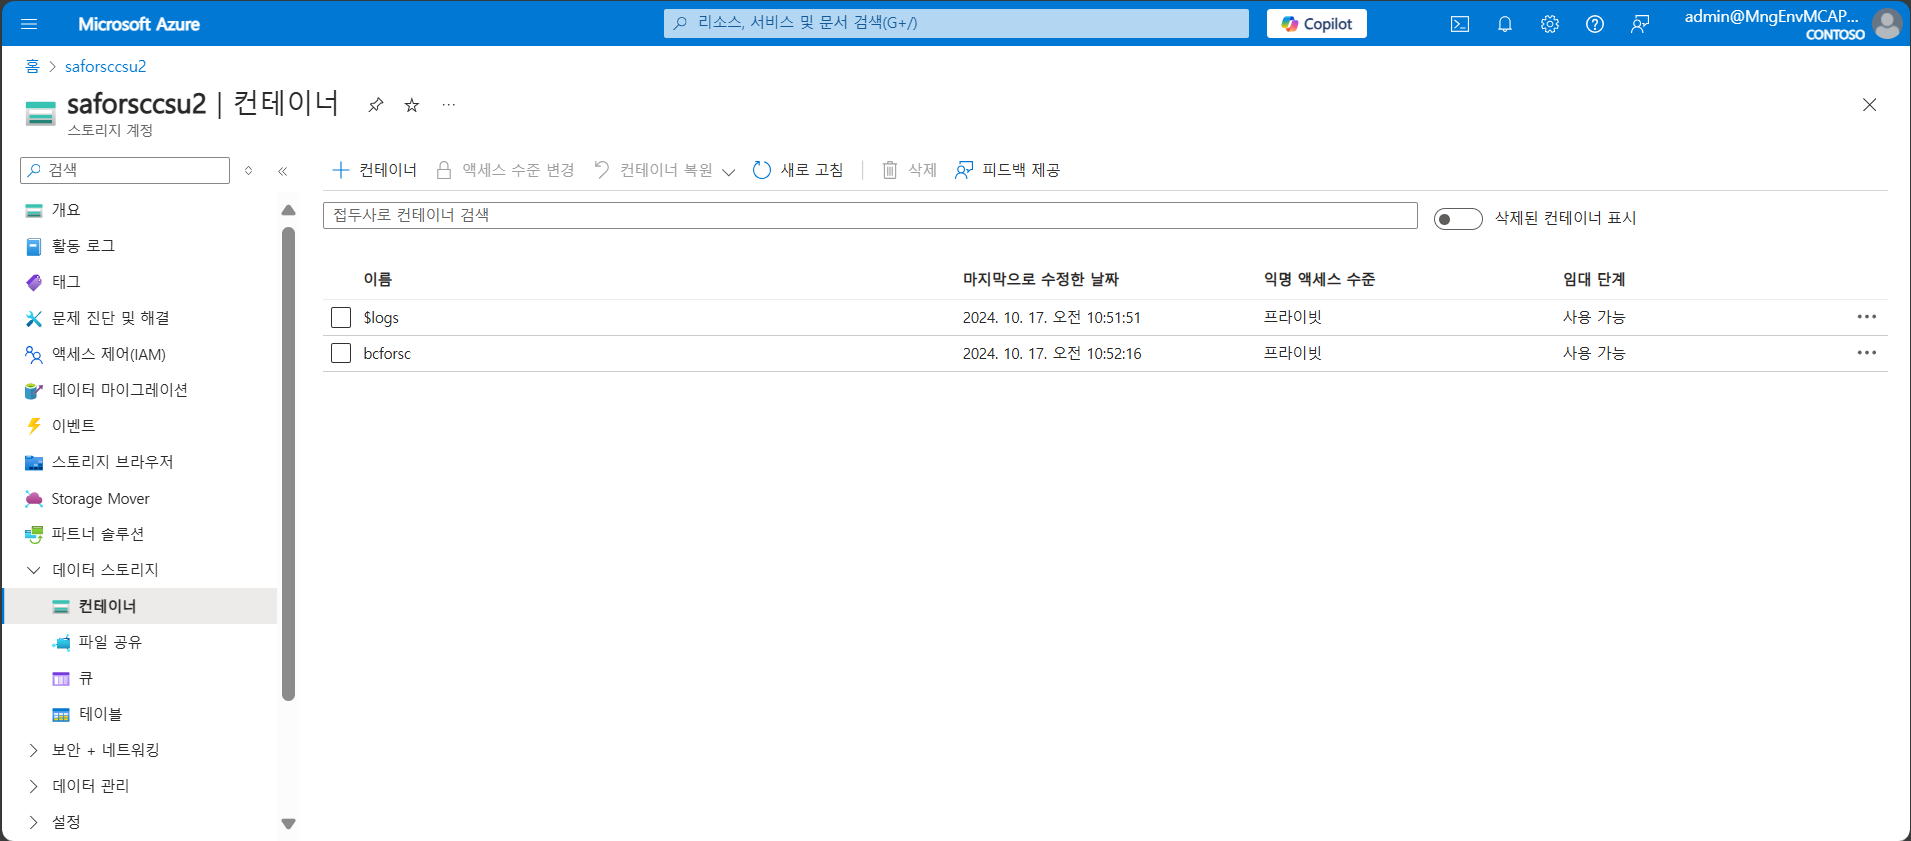 Microsoft Azure
리소스, 서비스 및 문서 검색(G+/)
Copilot
admin@MngEnvMCAP...
CONTOSO
홈 > saforsccsu2
saforsccsu2 | 컨테이너
스토리지 계정
검색
개요
활동 로그
태그
문제 진단 및 해결
액세스 제어(IAM)
데이터 마이그레이션
이벤트
스토리지 브라우저
Storage Mover
파트너 솔루션
데이터 스토리지
컨테이너
파일 공유
큐
테이블
보안 + 네트워킹
데이터 관리
설정
컨테이너 액세스 수준 변경 컨테이너 복원 새로 고침 삭제 피드백 제공
접두사로 컨테이너 검색
삭제된 컨테이너 표시
이름 마지막으로 수정한 날짜 익명 액세스 수준 임대 단계
$logs 2024. 10. 17. 오전 10:51:51 프라이빗 사용 가능
bcforsc 2024. 10. 17. 오전 10:52:16 프라이빗 사용 가능